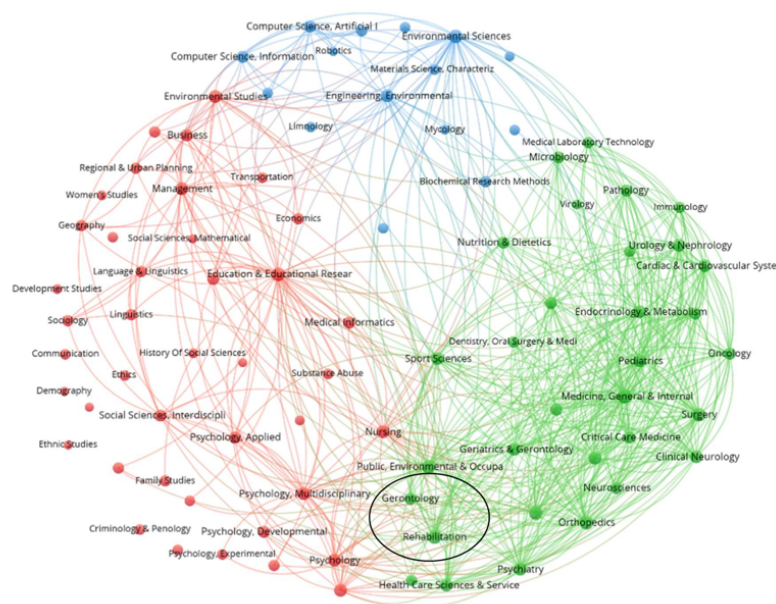 Computer Science, Artificial I
Environmental Sciences
Robotics
Computer Science, Information
Materials Science, Characteriz
Environmental Studies
Engineering, Environmental
Limnology
Mycology
Business
Medical Laboratory Technology
Microbiology
Regional & Urban Planning
Transportation
Biochemical Research Methods
Management
Pathology
Women's Studies
Virology
Immunology
Geography
Economics
Social Sciences, Mathematical
Nutrition & Dietetics
Urology & Nephrology
Cardiac & Cardiovascular Syste
Language & Linguistics
Education & Educational Resear
Development Studies
Linguistics
Endocrinology & Metabolism
Sociology
Medical Informatics
Dentistry, Oral Surgery & Medi
Communication
History Of Social Sciences
Sport Sciences
Pediatrics
Oncology
Ethics
Substance Abuse
Demography
Medicine, General & Internal
Social Sciences, Interdiscipli
Surgery
Nursing
Psychology, Applied
Critical Care Medicine
Ethnic Studies
Geriatrics & Gerontology
Clinical Neurology
Public, Environmental & Occupa
Family Studies
Neurosciences
Psychology, Multidisciplinary
Gerontology
Orthopedics
Criminology & Penology
Psychology, Developmental
Rehabilitation
Psychology, Experimental
Psychology
Psychiatry
Health Care Sciences & Service